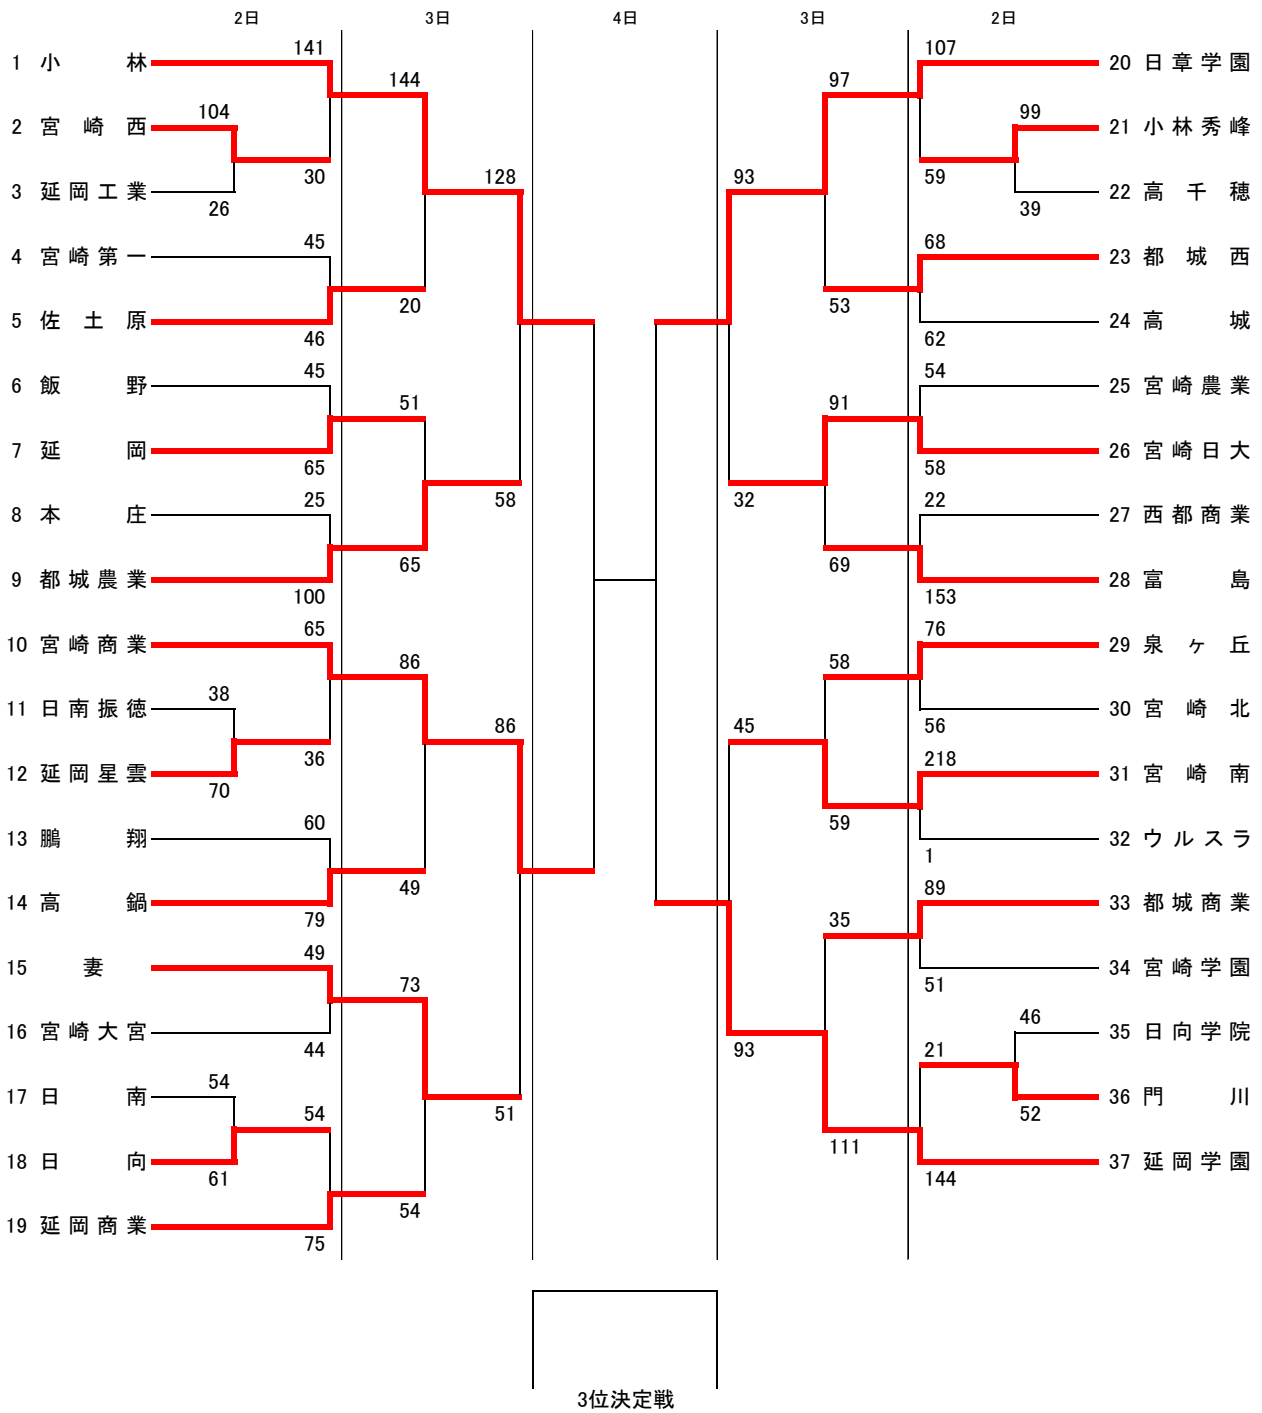 2日 3日 4日 3日 2日
1 小林 141
2 宮崎西 104
30
3 延岡工業 26
144
4 宮崎第一 45
20
5 佐土原 46
128
6 飯野 45
51
7 延岡 65
58
8 本庄 25
65
9 都城農業 100
10 宮崎商業 65
86
11 日南振徳 38
36
12 延岡星雲 70
86
13 鵬翔 60
49
14 高鍋 79
15 妻 49
73
16 宮崎大宮 44
51
17 日南 54
54
18 日向 61
54
19 延岡商業 75
107 20 日章学園
97
99 21 小林秀峰
59
39 22 高千穂
93
68 23 都城西
53
62 24 高城
54 25 宮崎農業
91
58 26 宮崎日大
32
22 27 西都商業
69
153 28 富島
76 29 泉ヶ丘
58
56 30 宮崎北
45
218 31 宮崎南
59
1 32 ウルスラ
89 33 都城商業
35
51 34 宮崎学園
93
46 35 日向学院
21
52 36 門川
111
144 37 延岡学園
3位決定戦